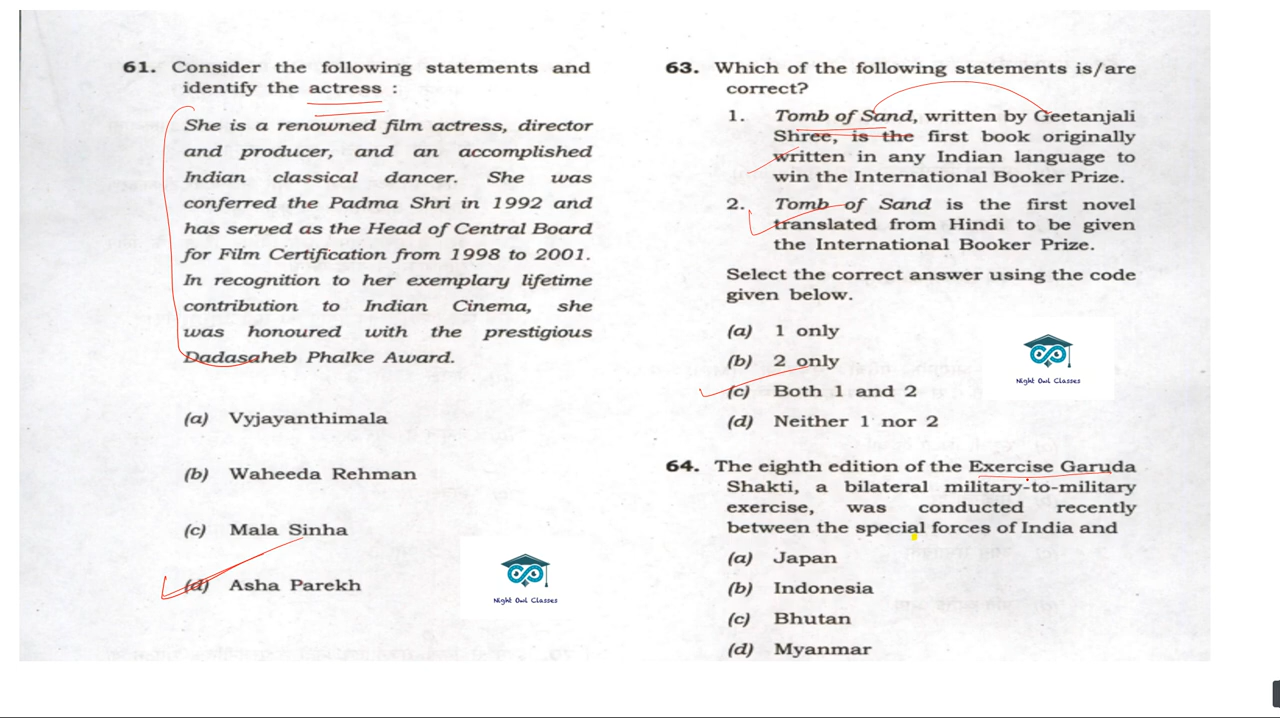 61. Consider the following statements and
identify the actress :
She is a renowned film actress, director
and producer, and an accomplished
Indian classical dancer. She was
conferred the Padma Shri in 1992 and
has served as the Head of Central Board
for Film Certification from 1998 to 2001.
In recognition to her exemplary lifetime
contribution to Indian Cinema, she
was honoured with the prestigious
Dadasaheb Phalke Award.
(a) Vyjayanthimala
(b) Waheeda Rehman
(c) Mala Sinha
(d) Asha Parekh
Night Owl Classes
63. Which of the following statements is/are
correct?
1. Tomb of Sand, written by Geetanjali
Shree, is the first book originally
written in any Indian language to
win the International Booker Prize.
2. Tomb of Sand is the first novel
translated from Hindi to be given
the International Booker Prize.
Select the correct answer using the code
given below.
(a) 1 only
(b) 2 only
(c) Both 1 and 2
(d) Neither 1 nor 2
Night Owl Classes
64. The eighth edition of the Exercise Garuda
Shakti, a bilateral military-to-military
exercise, was conducted recently
between the special forces of India and
(a) Japan
(b) Indonesia
(c) Bhutan
(d) Myanmar